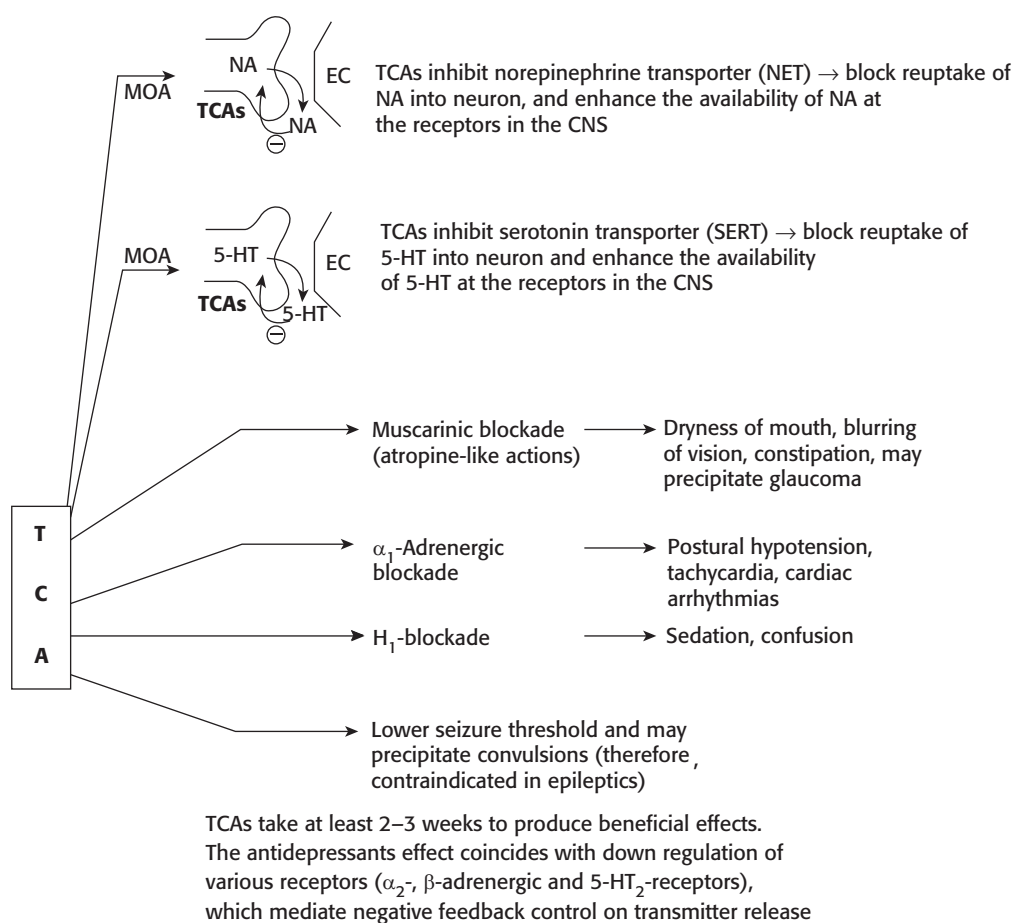 NA
EC
MOA
TCAs
NA
TCAs inhibit norepinephrine transporter (NET) → block reuptake of
NA into neuron, and enhance the availability of NA at
the receptors in the CNS
MOA
5-HT
EC
TCAs
5-HT
TCAs inhibit serotonin transporter (SERT) → block reuptake of
5-HT into neuron and enhance the availability
of 5-HT at the receptors in the CNS
T
C
A
Muscarinic blockade
(atropine-like actions)
Dryness of mouth, blurring
of vision, constipation, may
precipitate glaucoma
α₁-Adrenergic
blockade
Postural hypotension,
tachycardia, cardiac
arrhythmias
H₁-blockade
Sedation, confusion
Lower seizure threshold and may
precipitate convulsions (therefore ,
contraindicated in epileptics)
TCAs take at least 2–3 weeks to produce beneficial effects.
The antidepressants effect coincides with down regulation of
various receptors (α₂-, β-adrenergic and 5-HT₂-receptors),
which mediate negative feedback control on transmitter release